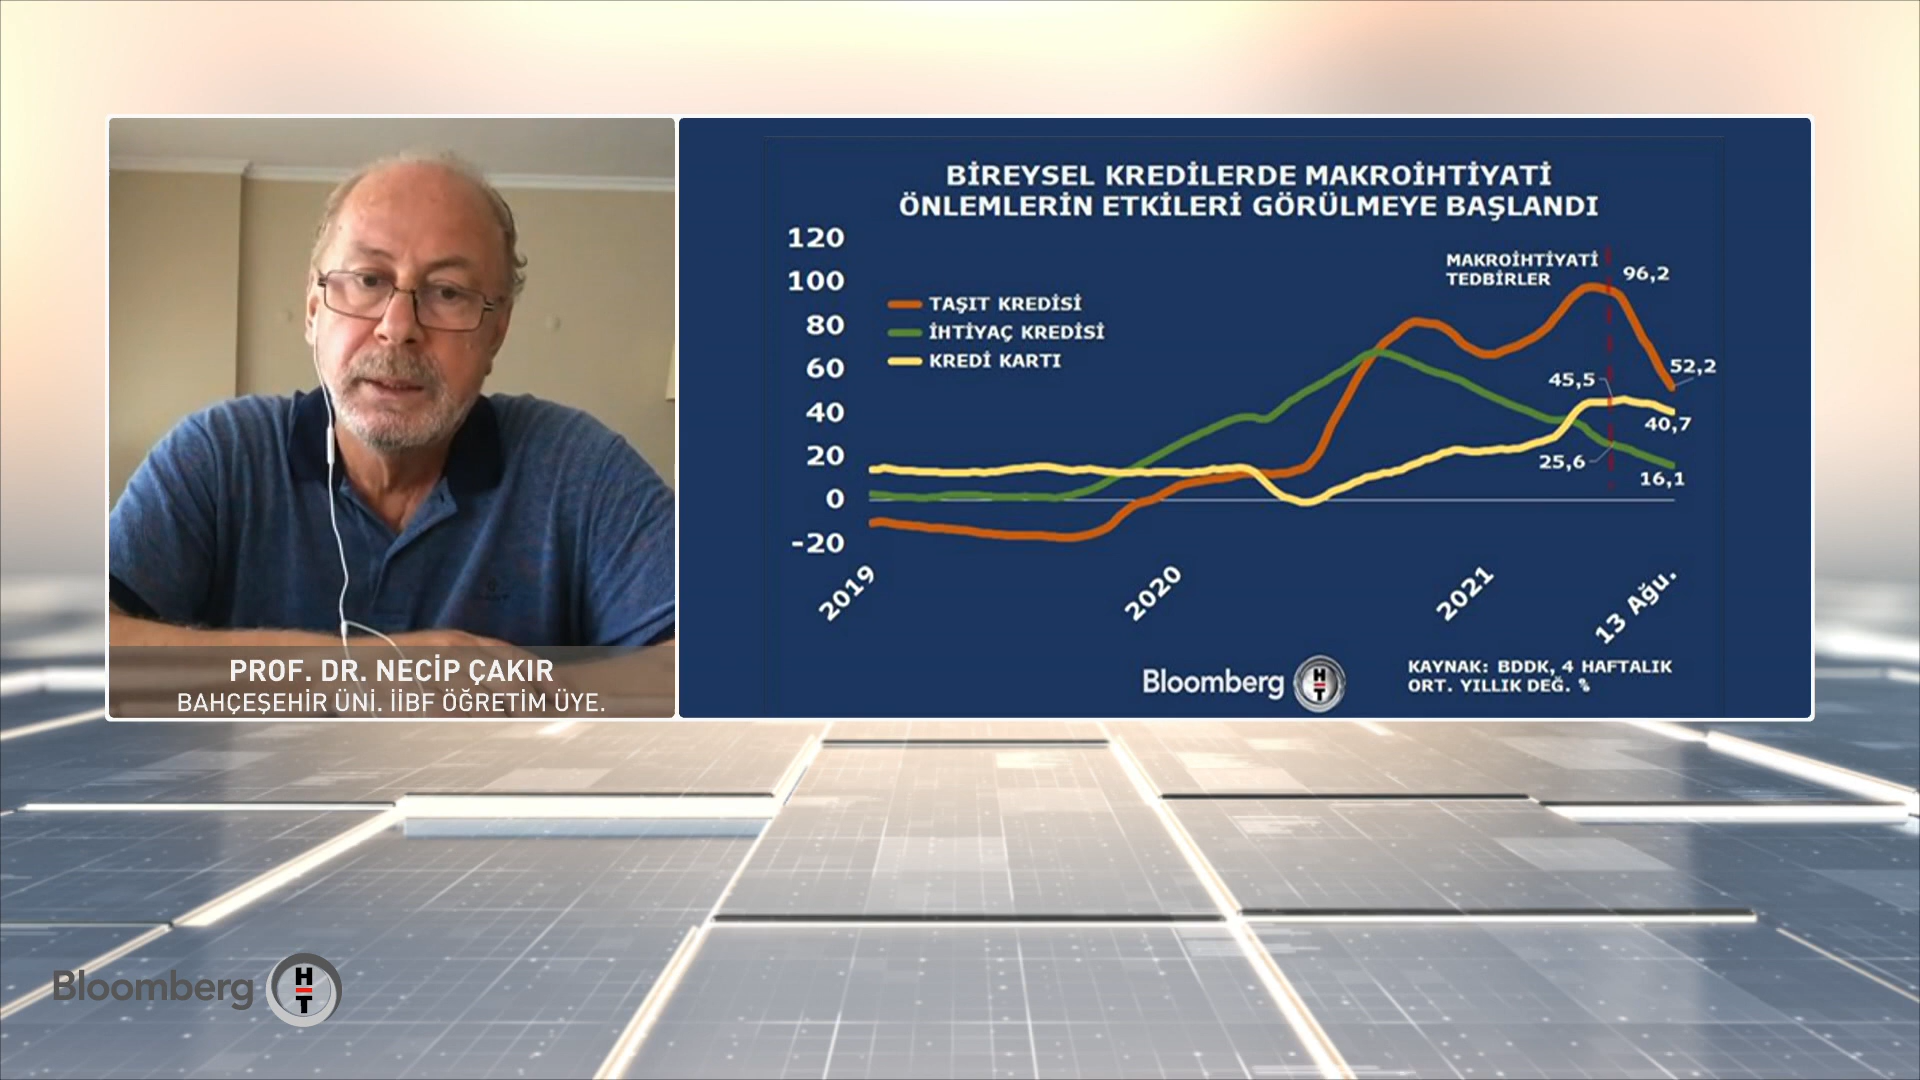 PROF. DR. NECİP ÇAKIR
BAHÇEŞEHİR ÜNİ. İİBF ÖĞRETİM ÜYE.
BİREYSEL KREDİLERDE MAKROİHTİYATİ
ÖNLEMLERİN ETKİLERİ GÖRÜLMEYE BAŞLANDI
120
100
80
60
40
20
0
-20
TAŞIT KREDİSİ
İHTİYAÇ KREDİSİ
KREDİ KARTI
MAKROİHTİYATİ
TEDBİRLER
96,2
52,2
45,5
40,7
25,6
16,1
2019
2020
2021
13 Ağu.
Bloomberg HT
KAYNAK: BDDK, 4 HAFTALIK
ORT. YILLIK DEĞ. %
Bloomberg HT